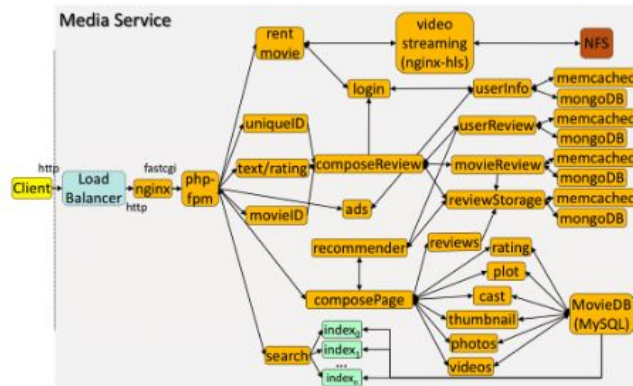 Media Service
rent
movie
video
streaming
(nginx-hls)
NFS
login
userInfo
memcached
mongoDB
uniqueID
userReview
memcached
mongoDB
http
fastcgi
text/rating
composeReview
movieReview
memcached
mongoDB
Client
Load
Balancer
nginx
php-
fpm
http
movieID
ads
reviewStorage
memcached
mongoDB
recommender
reviews
rating
plot
composePage
cast
MovieDB
(MySQL)
thumbnail
search
index0
index1
...
indexn
photos
videos